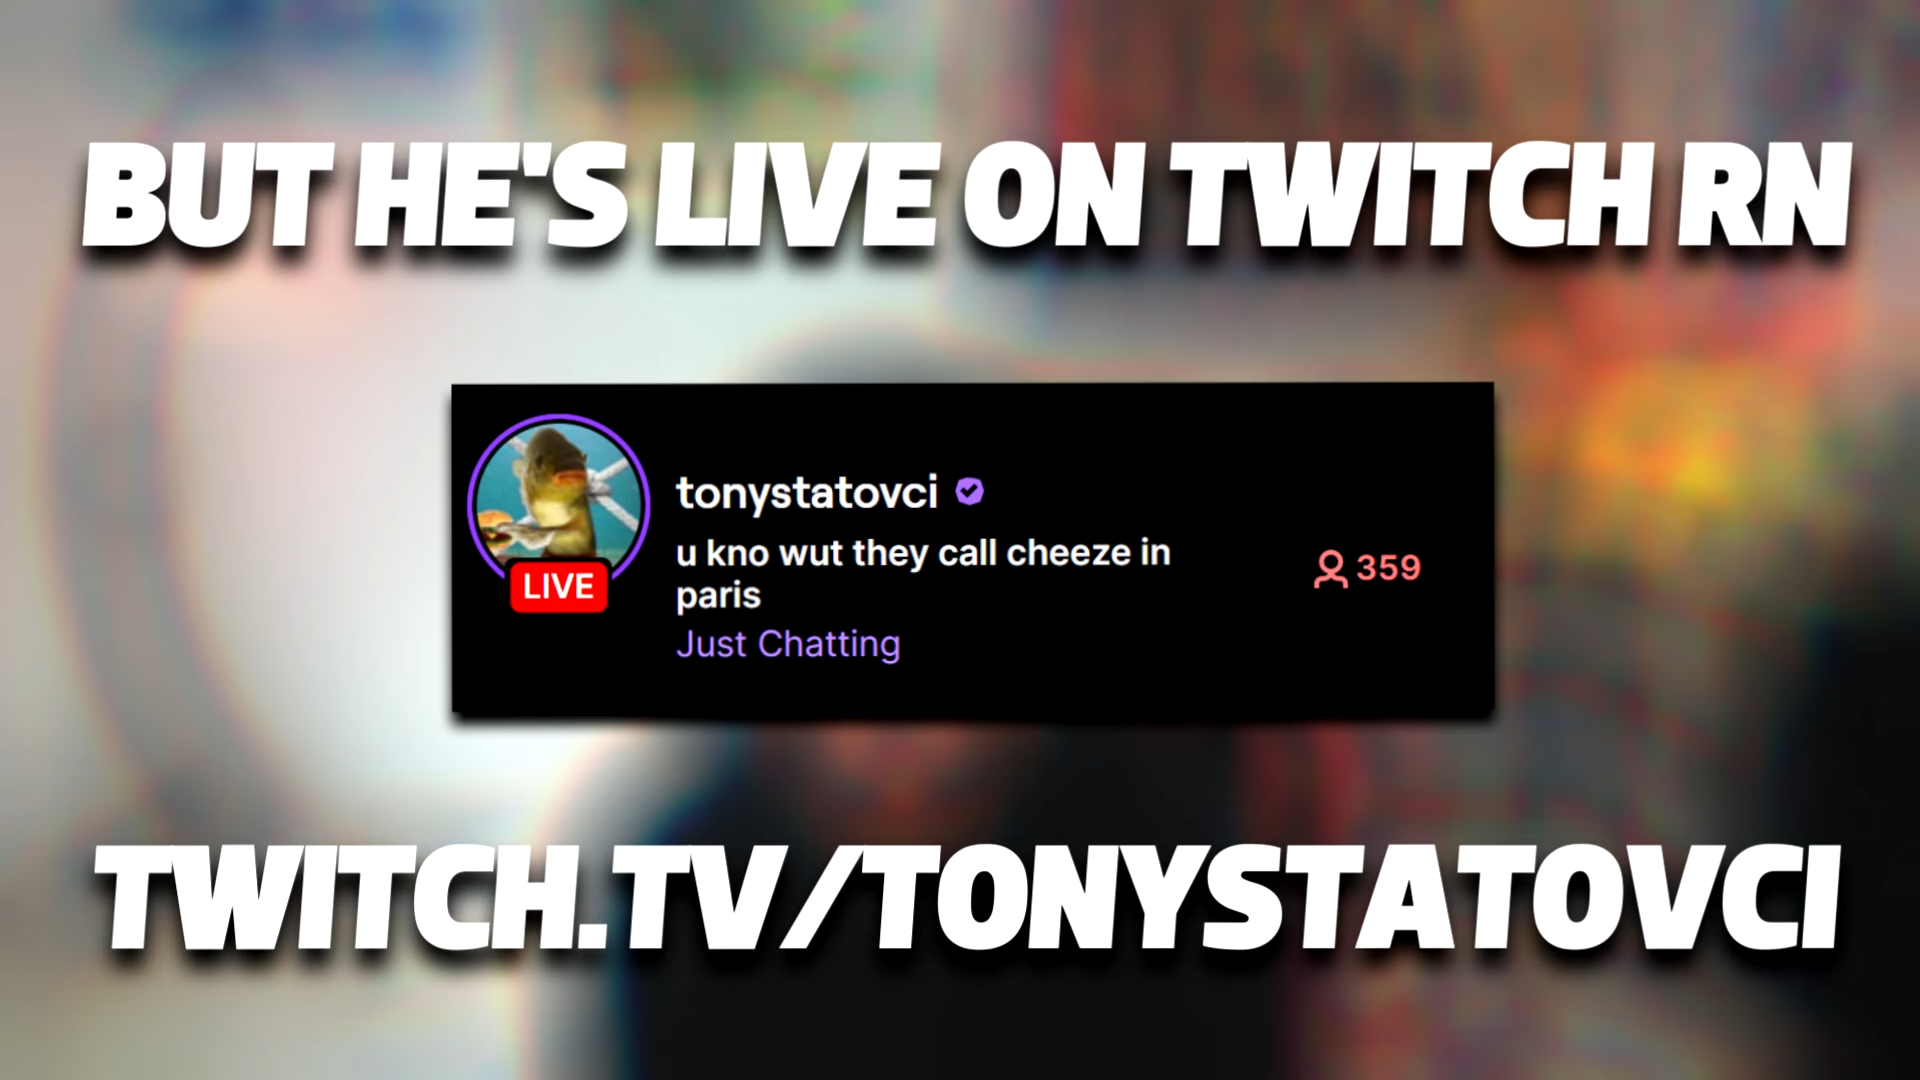 BUT HE'S LIVE ON TWITCH RN
tonystatovci
u kno wut they call cheeze in
paris
Just Chatting
LIVE
359
TWITCH.TV/TONYSTATOVCI